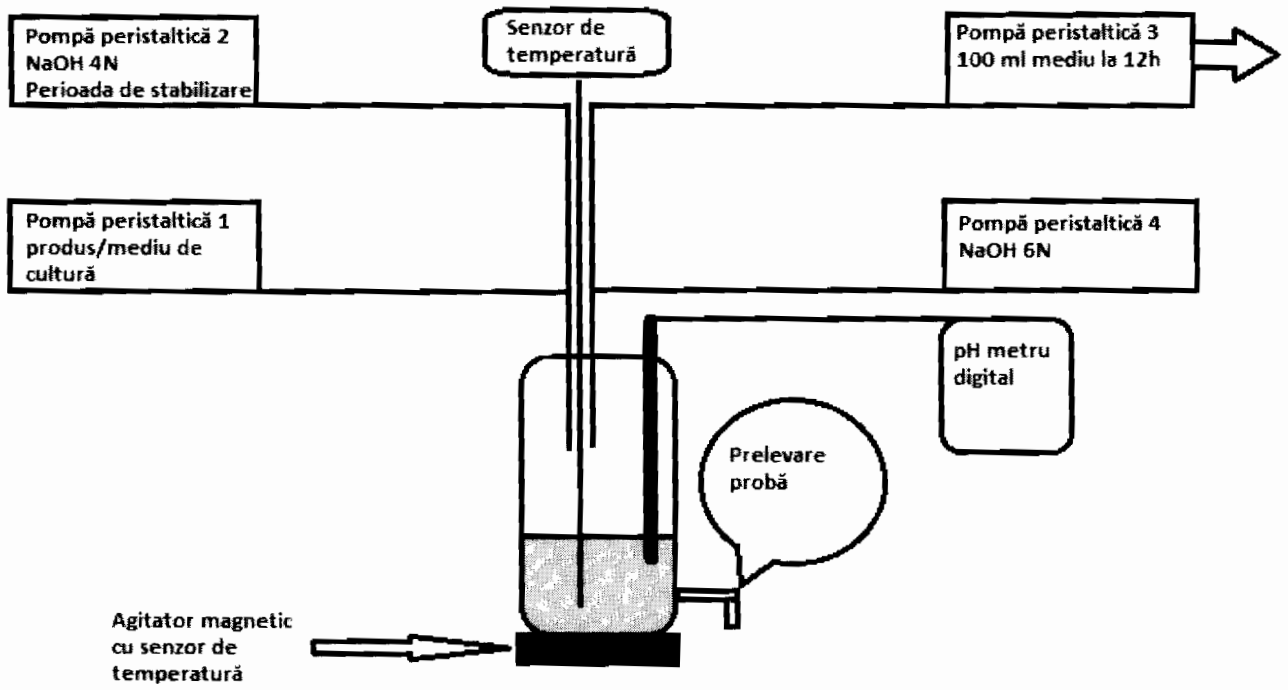 Pompă peristaltică 2
NaOH 4N
Perioada de stabilizare
Senzor de
temperatură
Pompă peristaltică 3
100 ml mediu la 12h
Pompă peristaltică 1
produs/mediu de
cultură
Pompă peristaltică 4
NaOH 6N
pH metru
digital
Prelevare
probă
Agitator magnetic
cu senzor de
temperatură